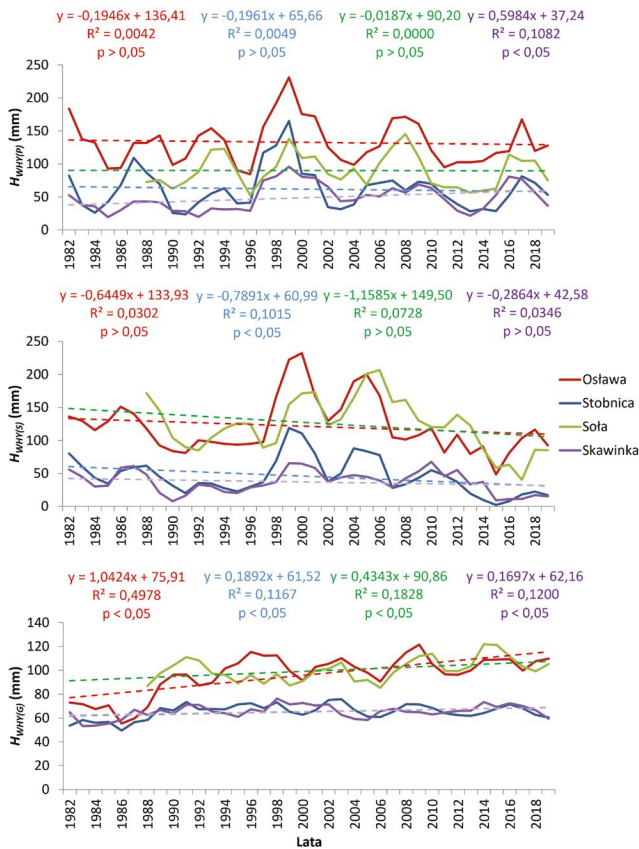 y = -0,1946x + 136,41 y = -0,1961x + 65,66 y = -0,0187x + 90,20 y = 0,5984x + 37,24
R² = 0,0042 R² = 0,0049 R² = 0,0000 R² = 0,1082
p > 0,05 p > 0,05 p > 0,05 p < 0,05
250
200
150
100
50
0
H WHY(P) (mm)
1982 1984 1986 1988 1990 1992 1994 1996 1998 2000 2002 2004 2006 2008 2010 2012 2014 2016 2018
y = -0,6449x + 133,93 y = -0,7891x + 60,99 y = -1,1585x + 149,50 y = -0,2864x + 42,58
R² = 0,0302 R² = 0,1015 R² = 0,0728 R² = 0,0346
p > 0,05 p < 0,05 p > 0,05 p > 0,05
250
200
150
100
50
0
H WHY(S) (mm)
1982 1984 1986 1988 1990 1992 1994 1996 1998 2000 2002 2004 2006 2008 2010 2012 2014 2016 2018
Osława
Stobnica
Soła
Skawinka
y = 1,0424x + 75,91 y = 0,1892x + 61,52 y = 0,4343x + 90,86 y = 0,1697x + 62,16
R² = 0,4978 R² = 0,1167 R² = 0,1828 R² = 0,1200
p < 0,05 p < 0,05 p < 0,05 p < 0,05
140
120
100
80
60
40
20
0
H WHY(G) (mm)
1982 1984 1986 1988 1990 1992 1994 1996 1998 2000 2002 2004 2006 2008 2010 2012 2014 2016 2018
Lata